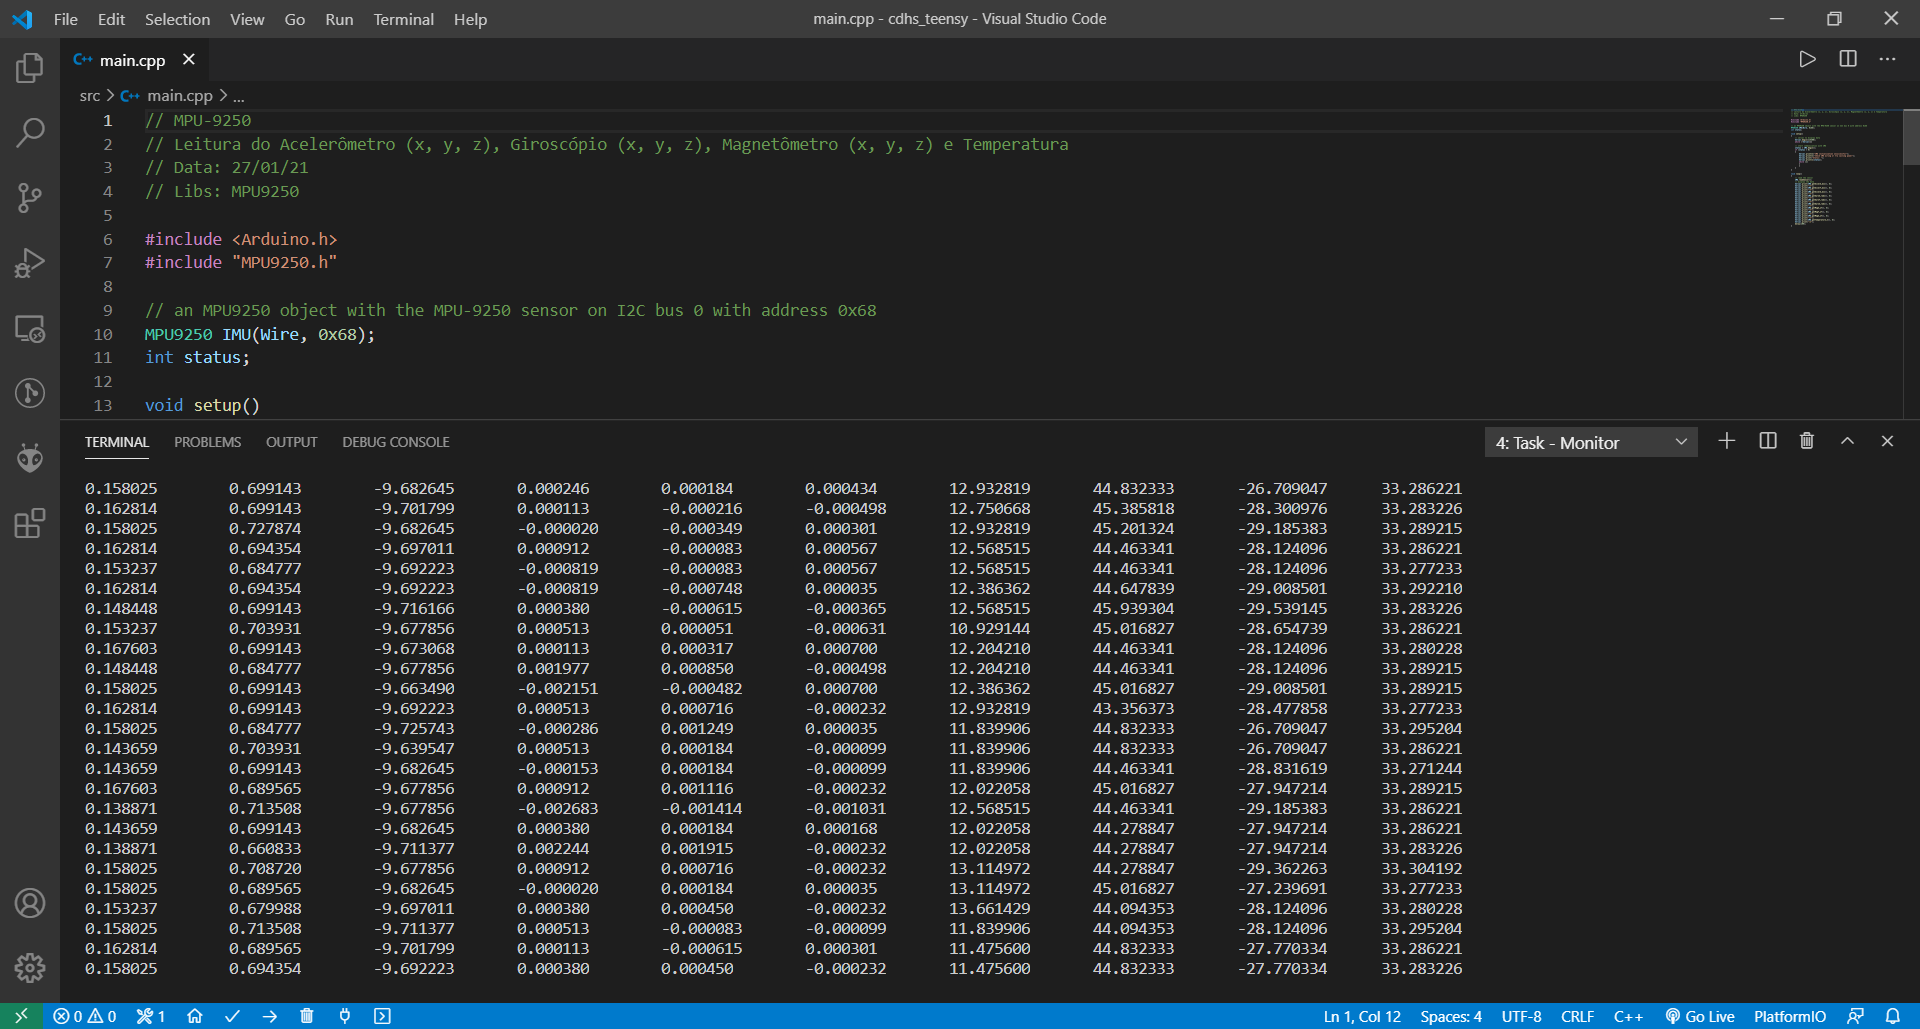 File Edit Selection View Go Run Terminal Help main.cpp - cdhs_teensy - Visual Studio Code
main.cpp
src > main.cpp > ...
1 // MPU-9250
2 // Leitura do Acelerômetro (x, y, z), Giroscópio (x, y, z), Magnetômetro (x, y, z) e Temperatura
3 // Data: 27/01/21
4 // Libs: MPU9250
5
6 #include <Arduino.h>
7 #include "MPU9250.h"
8
9 // an MPU9250 object with the MPU-9250 sensor on I2C bus 0 with address 0x68
10 MPU9250 IMU(Wire, 0x68);
11 int status;
12
13 void setup()
TERMINAL PROBLEMS OUTPUT DEBUG CONSOLE 4: Task - Monitor
0.158025 0.699143 -9.682645 0.000246 0.000184 0.000434 12.932819 44.832333 -26.709047 33.286221
0.162814 0.699143 -9.701799 0.000113 -0.000216 -0.000498 12.750668 45.385818 -28.300976 33.283226
0.158025 0.727874 -9.682645 -0.000020 -0.000349 0.000301 12.932819 45.201324 -29.185383 33.289215
0.162814 0.694354 -9.697011 0.000912 -0.000083 0.000567 12.568515 44.463341 -28.124096 33.286221
0.153237 0.684777 -9.692223 -0.000819 -0.000083 0.000567 12.568515 44.463341 -28.124096 33.277233
0.162814 0.694354 -9.692223 -0.000819 -0.000748 0.000035 12.386362 44.647839 -29.008501 33.292210
0.148448 0.699143 -9.716166 0.000380 -0.000615 -0.000365 12.568515 45.939304 -29.539145 33.283226
0.153237 0.703931 -9.677856 0.000513 0.000051 -0.000631 10.929144 45.016827 -28.654739 33.286221
0.167603 0.699143 -9.673068 0.000113 0.000317 0.000700 12.204210 44.463341 -28.124096 33.280228
0.148448 0.684777 -9.677856 0.001977 0.000850 -0.000498 12.204210 44.463341 -28.124096 33.289215
0.158025 0.699143 -9.663490 -0.002151 -0.000482 0.000700 12.386362 45.016827 -29.008501 33.289215
0.162814 0.699143 -9.692223 0.000513 0.000716 -0.000232 12.932819 43.356373 -28.477858 33.277233
0.158025 0.684777 -9.725743 -0.000286 0.001249 0.000035 11.839906 44.832333 -26.709047 33.295204
0.143659 0.703931 -9.639547 0.000513 0.000184 -0.000099 11.839906 44.832333 -26.709047 33.286221
0.143659 0.699143 -9.682645 -0.000153 0.000184 -0.000099 11.839906 44.463341 -28.831619 33.271244
0.167603 0.689565 -9.677856 0.000912 0.001116 -0.000232 12.022058 45.016827 -27.947214 33.289215
0.138871 0.713508 -9.677856 -0.002683 -0.001414 -0.001031 12.568515 44.463341 -29.185383 33.286221
0.143659 0.699143 -9.682645 0.000380 0.000184 0.000168 12.022058 44.278847 -27.947214 33.286221
0.138871 0.660833 -9.711377 0.002244 0.001915 -0.000232 12.022058 44.278847 -27.947214 33.283226
0.158025 0.708720 -9.677856 0.000912 0.000716 -0.000232 13.114972 44.278847 -29.362263 33.304192
0.158025 0.689565 -9.682645 -0.000020 0.000184 0.000035 13.114972 45.016827 -27.239691 33.277233
0.153237 0.679988 -9.697011 0.000380 0.000450 -0.000232 13.661429 44.094353 -28.124096 33.280228
0.158025 0.713508 -9.711377 0.000513 -0.000083 -0.000099 11.839906 44.094353 -28.124096 33.295204
0.162814 0.689565 -9.701799 0.000113 -0.000615 0.000301 11.475600 44.832333 -27.770334 33.286221
0.158025 0.694354 -9.692223 0.000380 0.000450 -0.000232 11.475600 44.832333 -27.770334 33.283226
0 0 1 Ln 1, Col 12 Spaces: 4 UTF-8 CRLF C++ Go Live PlatformIO